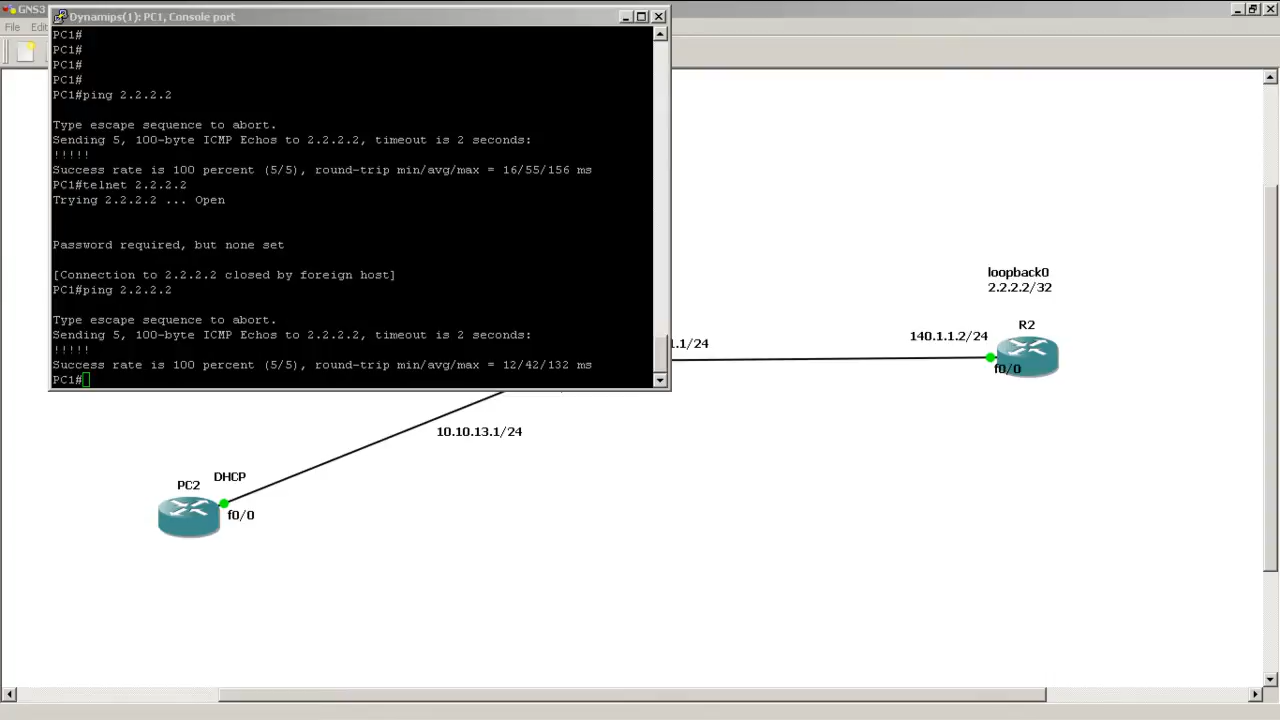 GNS3
Dynamips(1): PC1, Console port
File Edit
PC1#
PC1#
PC1#
PC1#
PC1#ping 2.2.2.2
Type escape sequence to abort.
Sending 5, 100-byte ICMP Echos to 2.2.2.2, timeout is 2 seconds:
!!!!!
Success rate is 100 percent (5/5), round-trip min/avg/max = 16/55/156 ms
PC1#telnet 2.2.2.2
Trying 2.2.2.2 ... Open
Password required, but none set
[Connection to 2.2.2.2 closed by foreign host]
PC1#ping 2.2.2.2
Type escape sequence to abort.
Sending 5, 100-byte ICMP Echos to 2.2.2.2, timeout is 2 seconds:
!!!!!
Success rate is 100 percent (5/5), round-trip min/avg/max = 12/42/132 ms
PC1#
loopback0
2.2.2.2/32
R2
140.1.1.2/24
.1/24
f0/0
10.10.13.1/24
DHCP
PC2
f0/0